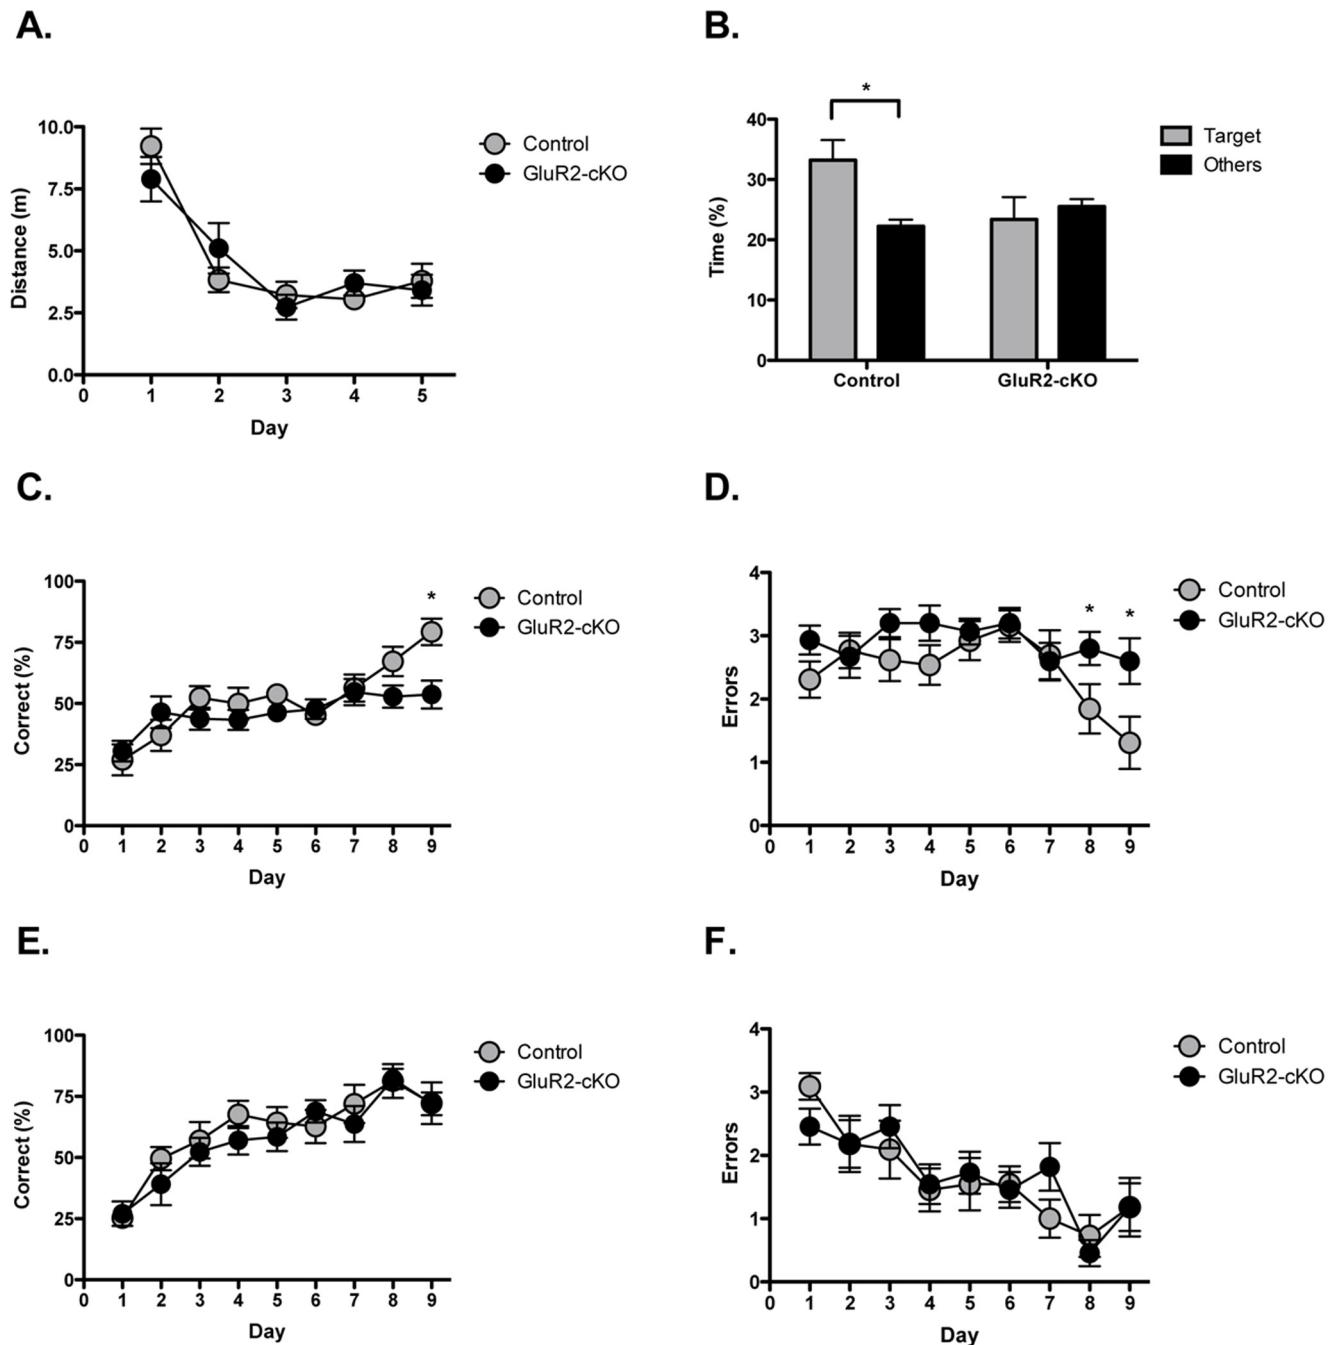 A.
10.0
7.5
5.0
2.5
0.0
0 1 2 3 4 5
Distance (m)
Day
Control
GluR2-cKO
B.
*
40
30
20
10
0
Time (%)
Control GluR2-cKO
Target
Others
C.
100
75
50
25
0
0 1 2 3 4 5 6 7 8 9
Correct (%)
Day
*
Control
GluR2-cKO
D.
4
3
2
1
0
0 1 2 3 4 5 6 7 8 9
Errors
Day
* *
Control
GluR2-cKO
E.
100
75
50
25
0
0 1 2 3 4 5 6 7 8 9
Correct (%)
Day
Control
GluR2-cKO
F.
4
3
2
1
0
0 1 2 3 4 5 6 7 8 9
Errors
Day
Control
GluR2-cKO